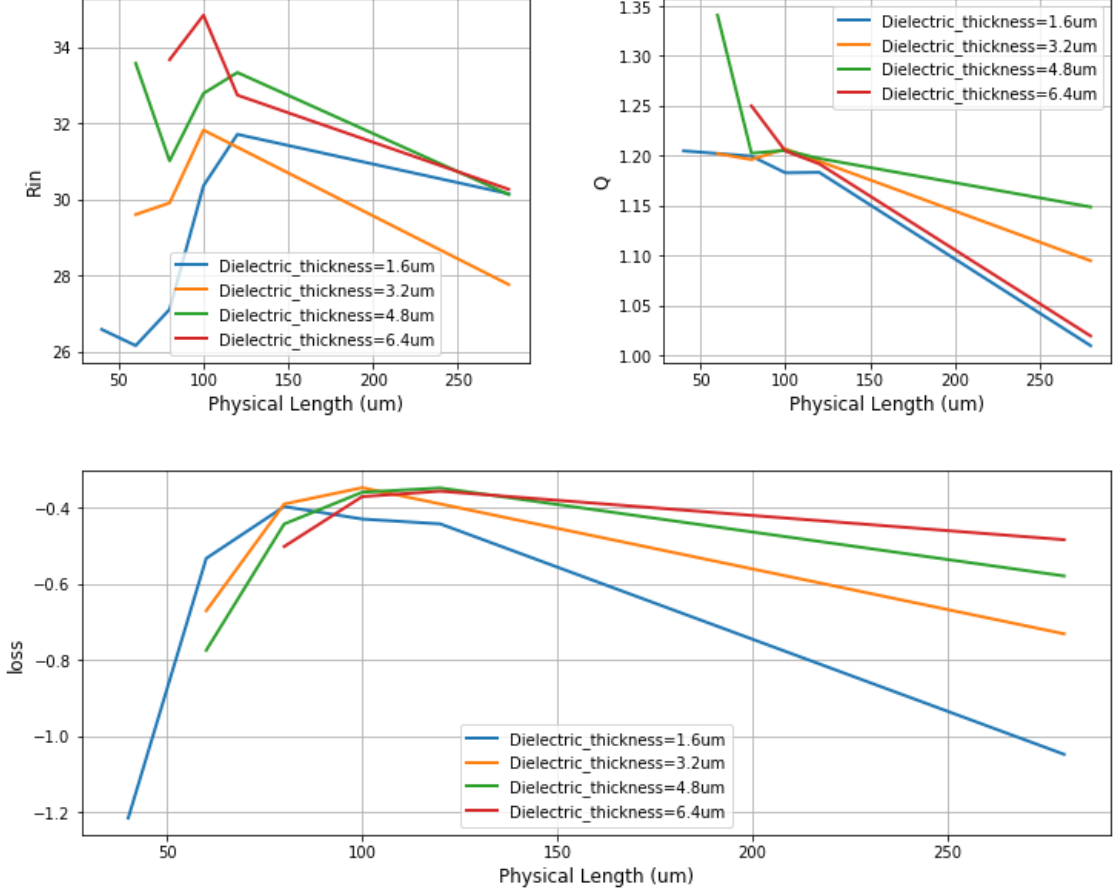 34
32
30
28
26
Rin
Dielectric_thickness=1.6um
Dielectric_thickness=3.2um
Dielectric_thickness=4.8um
Dielectric_thickness=6.4um
50 100 150 200 250
Physical Length (um)
1.35
1.30
1.25
1.20
1.15
1.10
1.05
1.00
Q
Dielectric_thickness=1.6um
Dielectric_thickness=3.2um
Dielectric_thickness=4.8um
Dielectric_thickness=6.4um
50 100 150 200 250
Physical Length (um)
−0.4
−0.6
−0.8
−1.0
−1.2
loss
Dielectric_thickness=1.6um
Dielectric_thickness=3.2um
Dielectric_thickness=4.8um
Dielectric_thickness=6.4um
50 100 150 200 250
Physical Length (um)